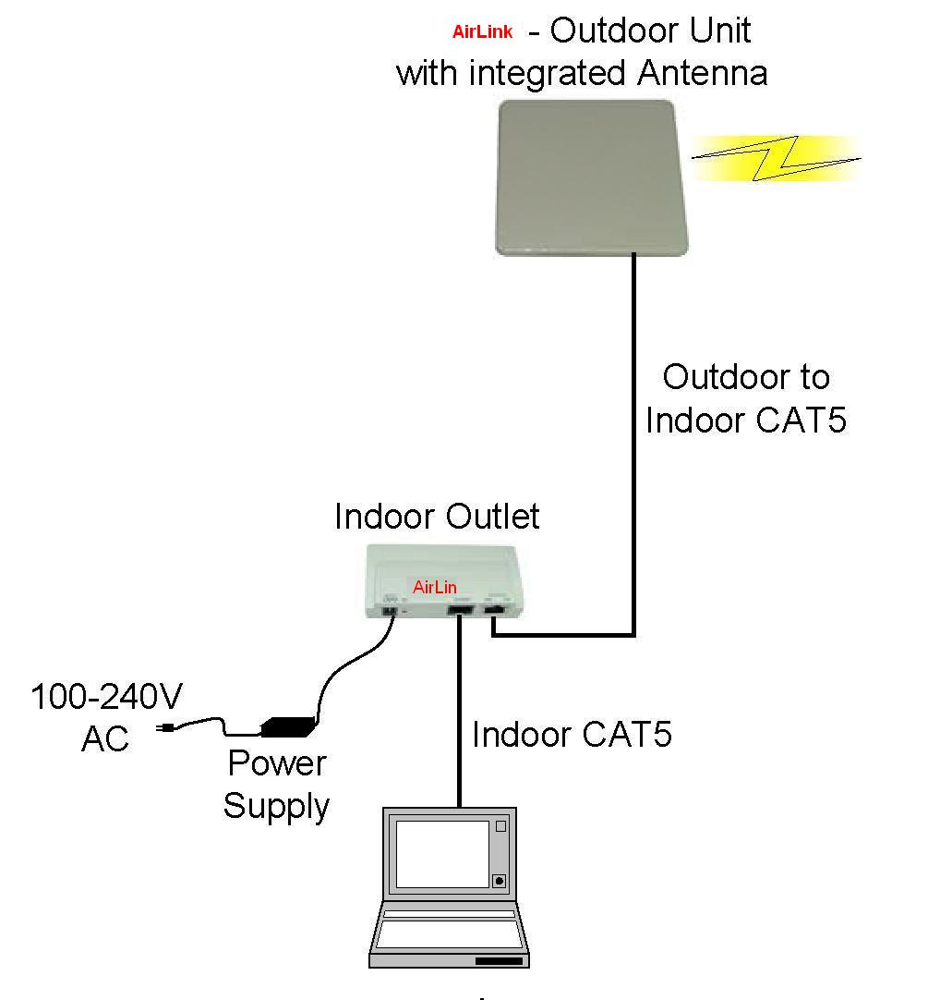 AirLink - Outdoor Unit
with integrated Antenna
Outdoor to
Indoor CAT5
Indoor Outlet
AirLin
100-240V
AC
Indoor CAT5
Power
Supply